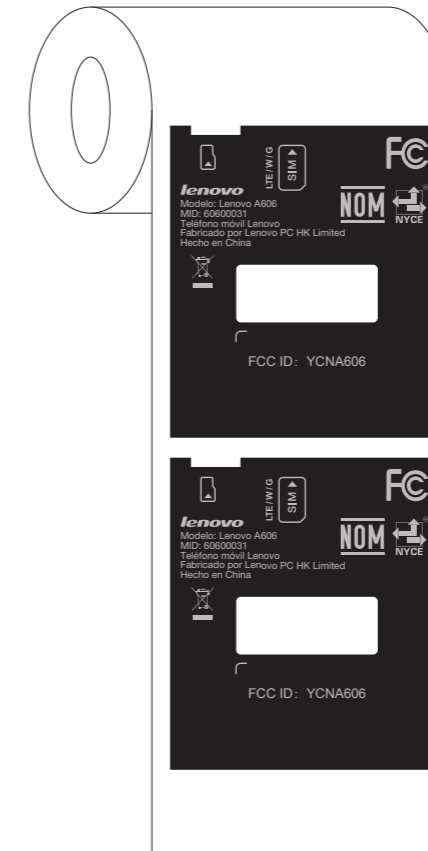 LTE/W/G
SIM
FC
lenovo
Modelo: Lenovo A606
MID: 60600031
Teléfono móvil Lenovo
Fabricado por Lenovo PC HK Limited
Hecho en China
NOM
NYCE
FCC ID: YCNA606
LTE/W/G
SIM
FC
lenovo
Modelo: Lenovo A606
MID: 60600031
Teléfono móvil Lenovo
Fabricado por Lenovo PC HK Limited
Hecho en China
NOM
NYCE
FCC ID: YCNA606